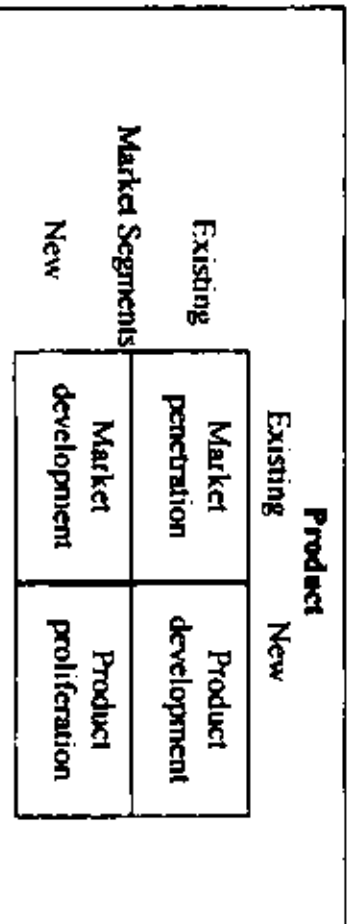 Product
Existing New
Existing
Market penetration
Product development
Market Segments
New
Market development
Product proliferation